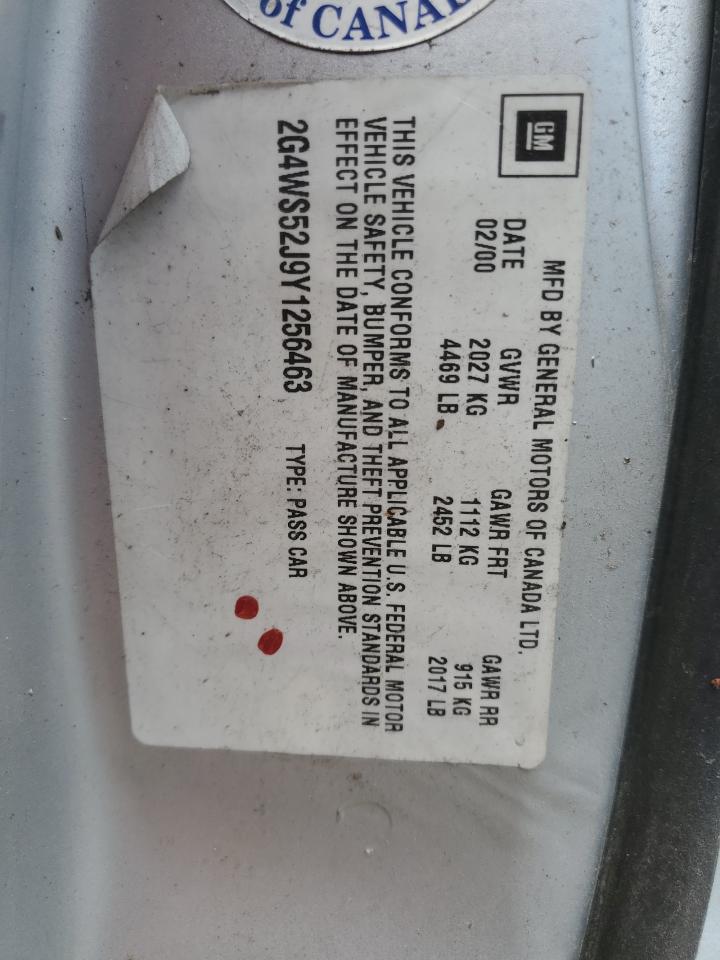 of CANAD
GM
MFD BY GENERAL MOTORS OF CANADA LTD.
DATE GVWR GAWR FRT GAWR RR
02/00 2027 KG 1112 KG 915 KG
4469 LB 2452 LB 2017 LB
THIS VEHICLE CONFORMS TO ALL APPLICABLE U.S. FEDERAL MOTOR
VEHICLE SAFETY, BUMPER, AND THEFT PREVENTION STANDARDS IN
EFFECT ON THE DATE OF MANUFACTURE SHOWN ABOVE.
2G4WS52J9Y1256463 TYPE: PASS CAR